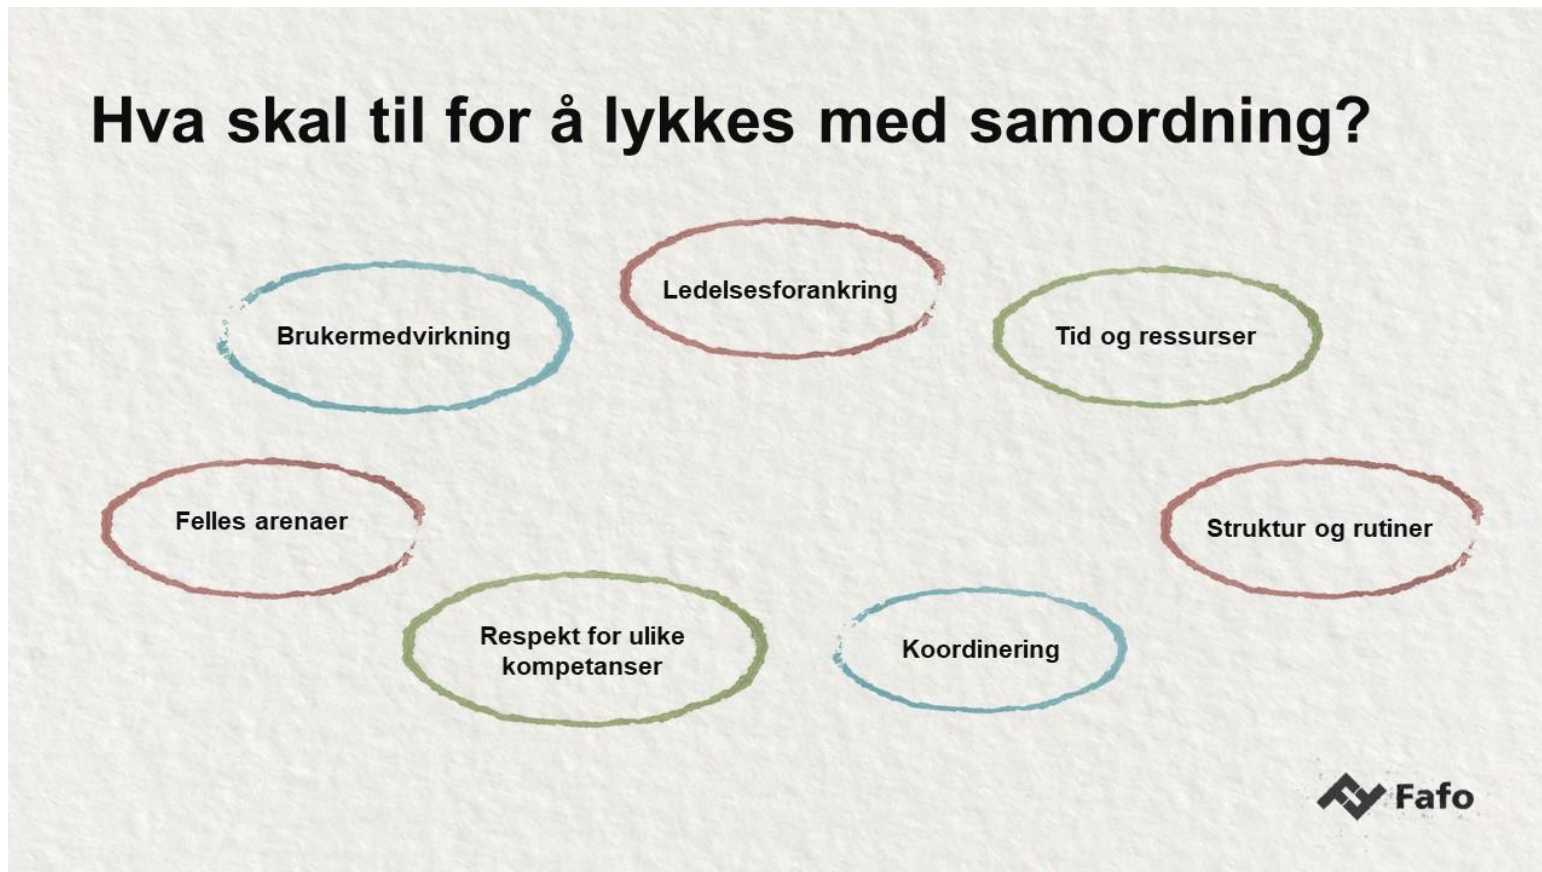 Hva skal til for å lykkes med samordning?
Ledelsesforankring
Brukermedvirkning
Tid og ressurser
Felles arenaer
Struktur og rutiner
Respekt for ulike
kompetanser
Koordinering
Fafo